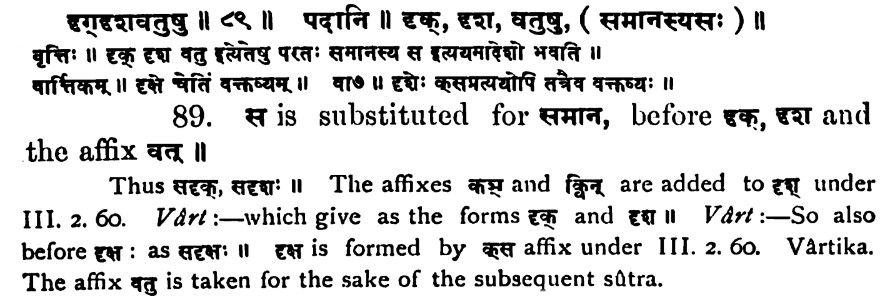 दृग्दृशवतुषु ॥ ८९ ॥ पदानि ॥ दृक्, दृश, वतुषु, ( समानस्यसः ) ॥
वृत्तिः ॥ दृक् दृश वतु इत्येतेषु परतः समानस्य स इत्ययमादेशो भवति ॥
वार्त्तिकम् ॥ दृक्षे चेति वक्तव्यम् ॥ वा७ ॥ दृशेः क्सप्रत्ययोपि तत्रैव वक्तव्यः ॥
89. स is substituted for समान, before दृक्, दृश and
the affix वत् ॥
Thus सदृक्, सदृशः ॥ The affixes कञ् and क्विन् are added to दृश् under
III. 2. 60. Vârt :—which give as the forms दृक् and दृश ॥ Vârt :—So also
before दृक्ष : as सदृक्षः ॥ दृक्ष is formed by क्स affix under III. 2. 60. Vârtika.
The affix वतु is taken for the sake of the subsequent sûtra.